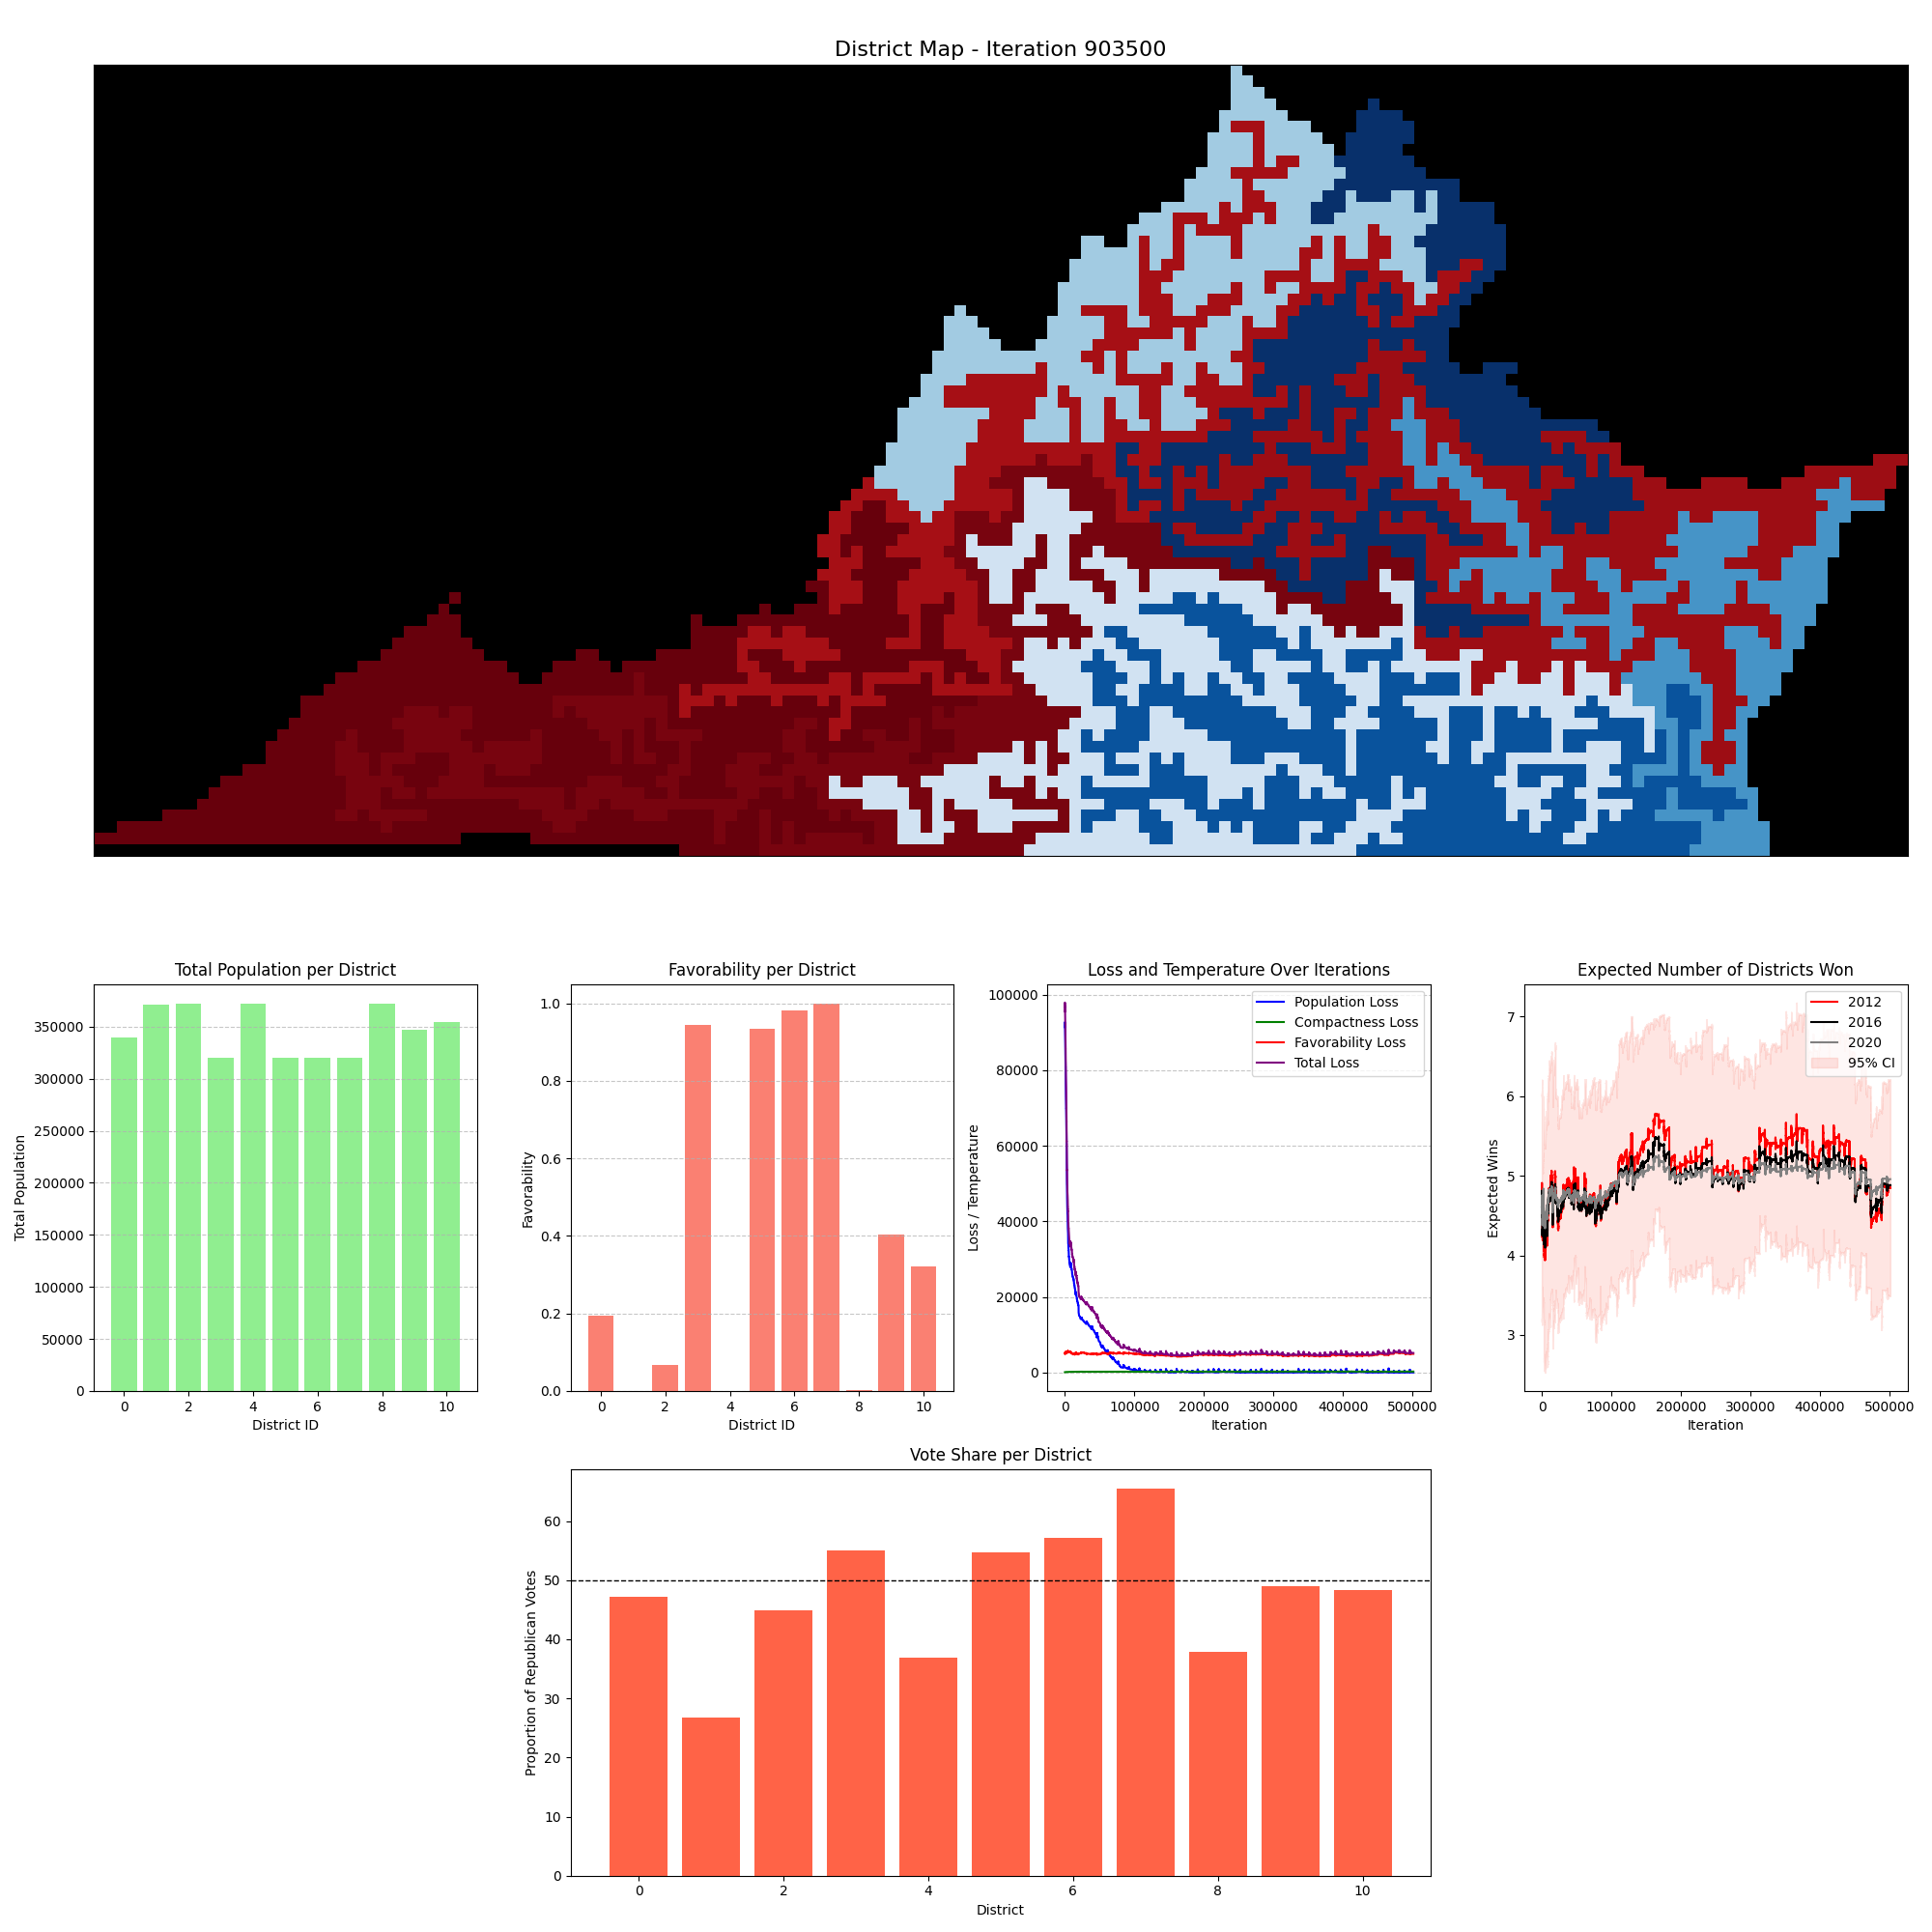 District Map - Iteration 903500
Total Population per District
Total Population
350000
300000
250000
200000
150000
100000
50000
0
0 2 4 6 8 10
District ID
Favorability per District
Favorability
1.0
0.8
0.6
0.4
0.2
0.0
0 2 4 6 8 10
District ID
Loss and Temperature Over Iterations
Loss / Temperature
100000
80000
60000
40000
20000
0
Population Loss
Compactness Loss
Favorability Loss
Total Loss
0 100000 200000 300000 400000 500000
Iteration
Expected Number of Districts Won
Expected Wins
7
6
5
4
3
2012
2016
2020
95% CI
0 100000 200000 300000 400000 500000
Iteration
Vote Share per District
Proportion of Republican Votes
60
50
40
30
20
10
0
0 2 4 6 8 10
District